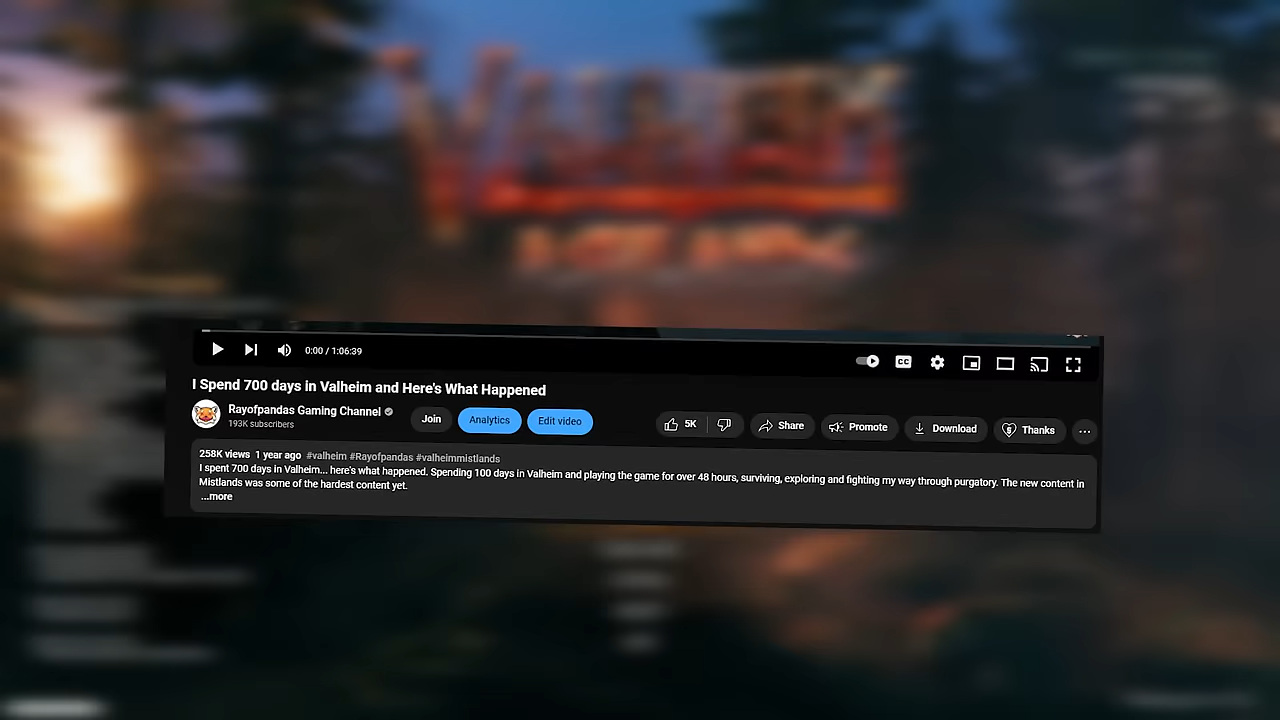 0:00 / 1:06:39
CC
I Spend 700 days in Valheim and Here's What Happened
Rayofpandas Gaming Channel
193K subscribers
Join
Analytics
Edit video
5K
Share
Promote
Download
Thanks
258K views 1 year ago #valheim #Rayofpandas #valheimmistlands
I spent 700 days in Valheim... here's what happened. Spending 100 days in Valheim and playing the game for over 48 hours, surviving, exploring and fighting my way through purgatory. The new content in
Mistlands was some of the hardest content yet.
...more